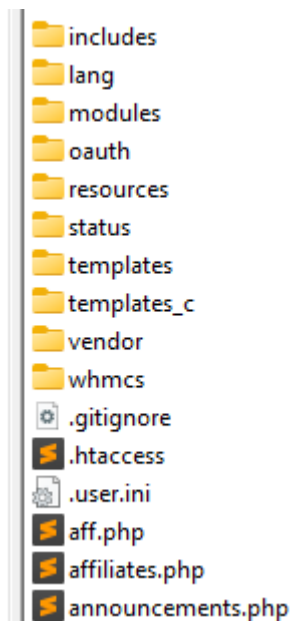 includes
lang
modules
oauth
resources
status
templates
templates_c
vendor
whmcs
.gitignore
.htaccess
.user.ini
aff.php
affiliates.php
announcements.php